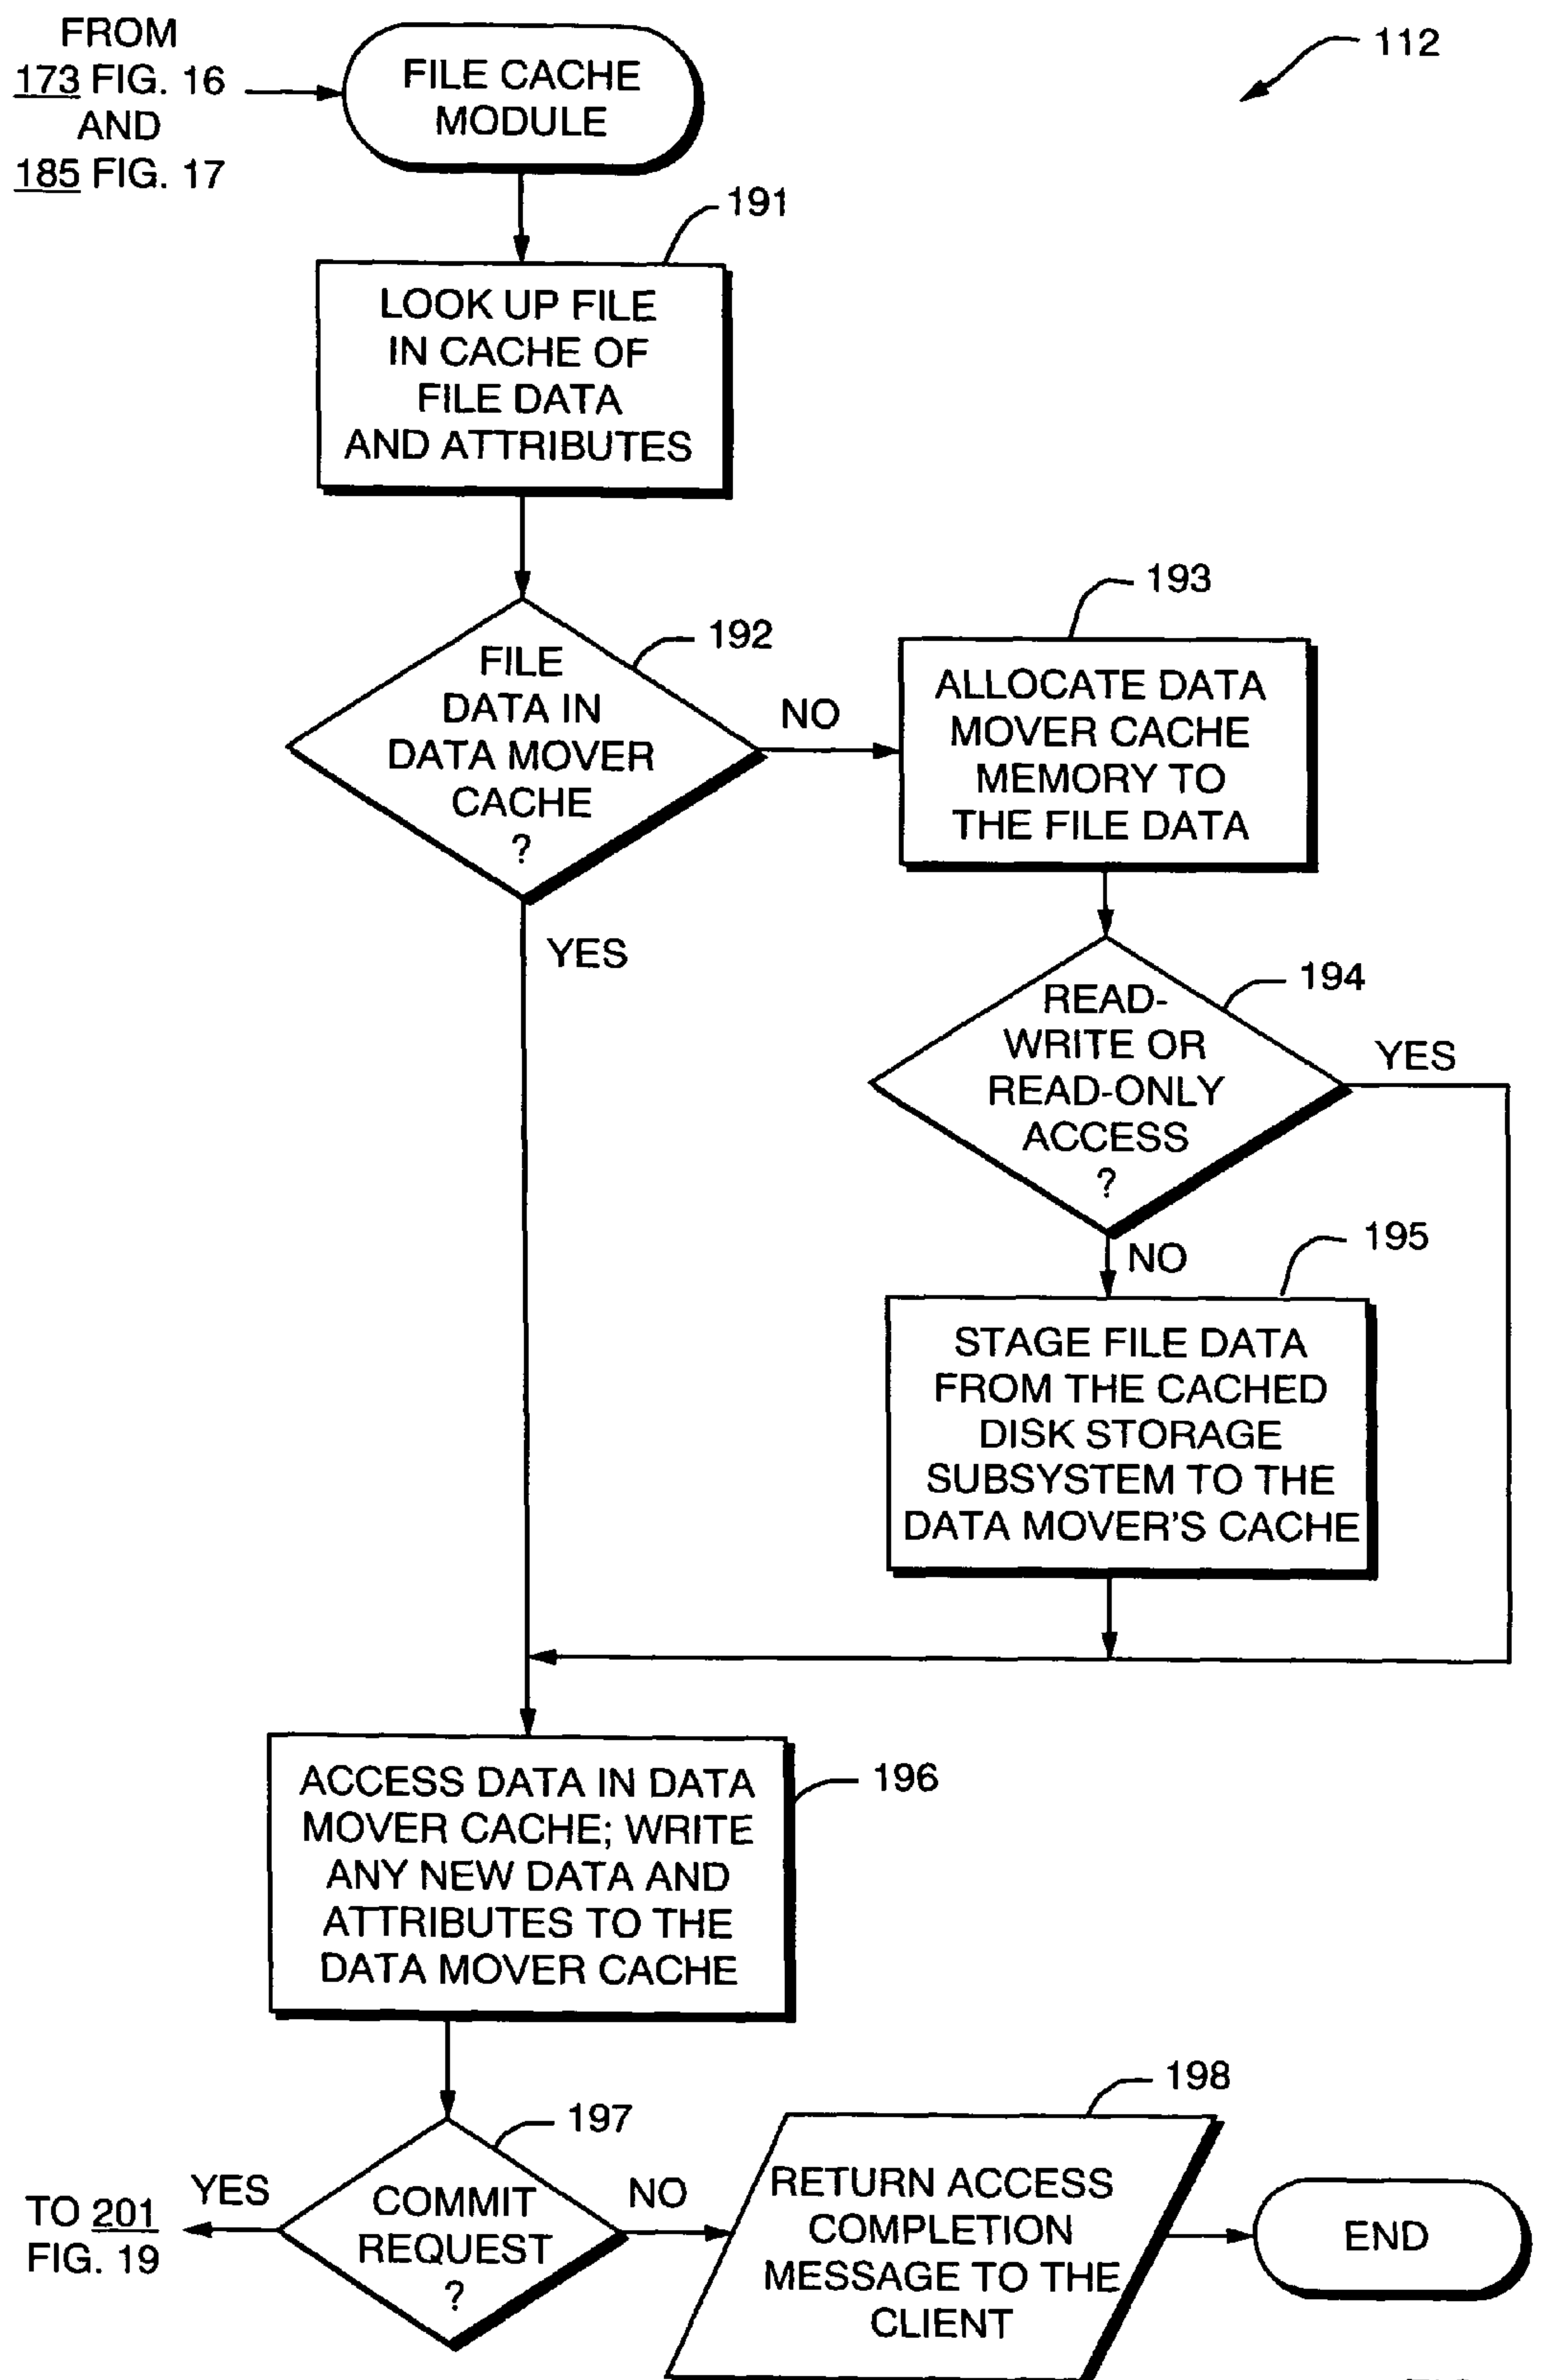 FROM
173 FIG. 16
AND
185 FIG. 17
FILE CACHE
MODULE
112
191
LOOK UP FILE
IN CACHE OF
FILE DATA
AND ATTRIBUTES
192
FILE
DATA IN
DATA MOVER
CACHE
?
NO
YES
193
ALLOCATE DATA
MOVER CACHE
MEMORY TO
THE FILE DATA
194
READ-
WRITE OR
READ-ONLY
ACCESS
?
YES
NO
195
STAGE FILE DATA
FROM THE CACHED
DISK STORAGE
SUBSYSTEM TO THE
DATA MOVER'S CACHE
196
ACCESS DATA IN DATA
MOVER CACHE; WRITE
ANY NEW DATA AND
ATTRIBUTES TO THE
DATA MOVER CACHE
197
COMMIT
REQUEST
?
YES
TO 201
FIG. 19
NO
198
RETURN ACCESS
COMPLETION
MESSAGE TO THE
CLIENT
END